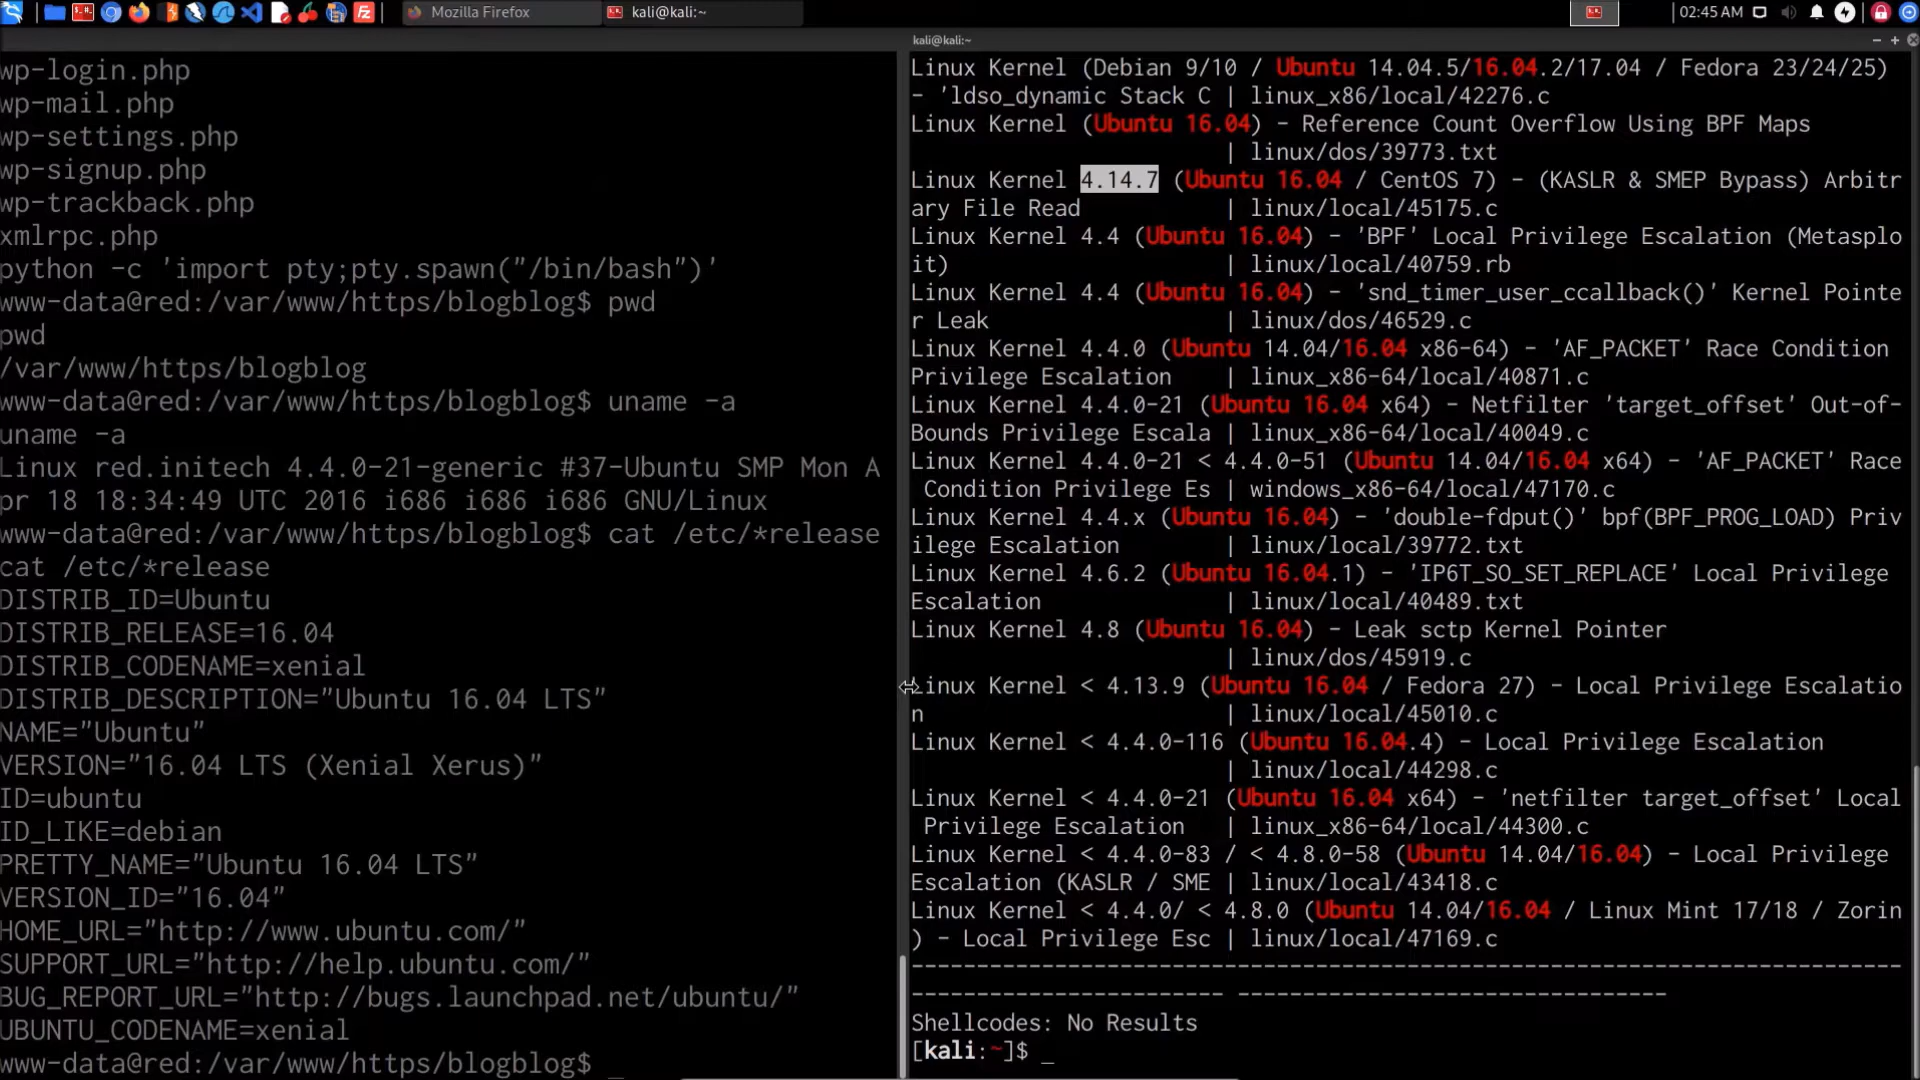 Mozilla Firefox
kali@kali:~
02:45 AM
kali@kali:~
wp-login.php
wp-mail.php
wp-settings.php
wp-signup.php
wp-trackback.php
xmlrpc.php
python -c 'import pty;pty.spawn("/bin/bash")'
www-data@red:/var/www/https/blogblog$ pwd
pwd
/var/www/https/blogblog
www-data@red:/var/www/https/blogblog$ uname -a
uname -a
Linux red.initech 4.4.0-21-generic #37-Ubuntu SMP Mon A
pr 18 18:34:49 UTC 2016 i686 i686 i686 GNU/Linux
www-data@red:/var/www/https/blogblog$ cat /etc/*release
cat /etc/*release
DISTRIB_ID=Ubuntu
DISTRIB_RELEASE=16.04
DISTRIB_CODENAME=xenial
DISTRIB_DESCRIPTION="Ubuntu 16.04 LTS"
NAME="Ubuntu"
VERSION="16.04 LTS (Xenial Xerus)"
ID=ubuntu
ID_LIKE=debian
PRETTY_NAME="Ubuntu 16.04 LTS"
VERSION_ID="16.04"
HOME_URL="http://www.ubuntu.com/"
SUPPORT_URL="http://help.ubuntu.com/"
BUG_REPORT_URL="http://bugs.launchpad.net/ubuntu/"
UBUNTU_CODENAME=xenial
www-data@red:/var/www/https/blogblog$ _
Linux Kernel (Debian 9/10 / Ubuntu 14.04.5/16.04.2/17.04 / Fedora 23/24/25)
- 'ldso_dynamic Stack C | linux_x86/local/42276.c
Linux Kernel (Ubuntu 16.04) - Reference Count Overflow Using BPF Maps
| linux/dos/39773.txt
Linux Kernel 4.14.7 (Ubuntu 16.04 / CentOS 7) - (KASLR & SMEP Bypass) Arbitr
ary File Read | linux/local/45175.c
Linux Kernel 4.4 (Ubuntu 16.04) - 'BPF' Local Privilege Escalation (Metasplo
it) | linux/local/40759.rb
Linux Kernel 4.4 (Ubuntu 16.04) - 'snd_timer_user_ccallback()' Kernel Pointe
r Leak | linux/dos/46529.c
Linux Kernel 4.4.0 (Ubuntu 14.04/16.04 x86-64) - 'AF_PACKET' Race Condition
Privilege Escalation | linux_x86-64/local/40871.c
Linux Kernel 4.4.0-21 (Ubuntu 16.04 x64) - Netfilter 'target_offset' Out-of-
Bounds Privilege Escala | linux_x86-64/local/40049.c
Linux Kernel 4.4.0-21 < 4.4.0-51 (Ubuntu 14.04/16.04 x64) - 'AF_PACKET' Race
Condition Privilege Es | windows_x86-64/local/47170.c
Linux Kernel 4.4.x (Ubuntu 16.04) - 'double-fdput()' bpf(BPF_PROG_LOAD) Priv
ilege Escalation | linux/local/39772.txt
Linux Kernel 4.6.2 (Ubuntu 16.04.1) - 'IP6T_SO_SET_REPLACE' Local Privilege
Escalation | linux/local/40489.txt
Linux Kernel 4.8 (Ubuntu 16.04) - Leak sctp Kernel Pointer
| linux/dos/45919.c
Linux Kernel < 4.13.9 (Ubuntu 16.04 / Fedora 27) - Local Privilege Escalatio
n | linux/local/45010.c
Linux Kernel < 4.4.0-116 (Ubuntu 16.04.4) - Local Privilege Escalation
| linux/local/44298.c
Linux Kernel < 4.4.0-21 (Ubuntu 16.04 x64) - 'netfilter target_offset' Local
Privilege Escalation | linux_x86-64/local/44300.c
Linux Kernel < 4.4.0-83 / < 4.8.0-58 (Ubuntu 14.04/16.04) - Local Privilege
Escalation (KASLR / SME | linux/local/43418.c
Linux Kernel < 4.4.0/ < 4.8.0 (Ubuntu 14.04/16.04 / Linux Mint 17/18 / Zorin
) - Local Privilege Esc | linux/local/47169.c
----------------------------------------------------------------------------
------------------------ ---------------------------------
Shellcodes: No Results
[kali:~]$ _